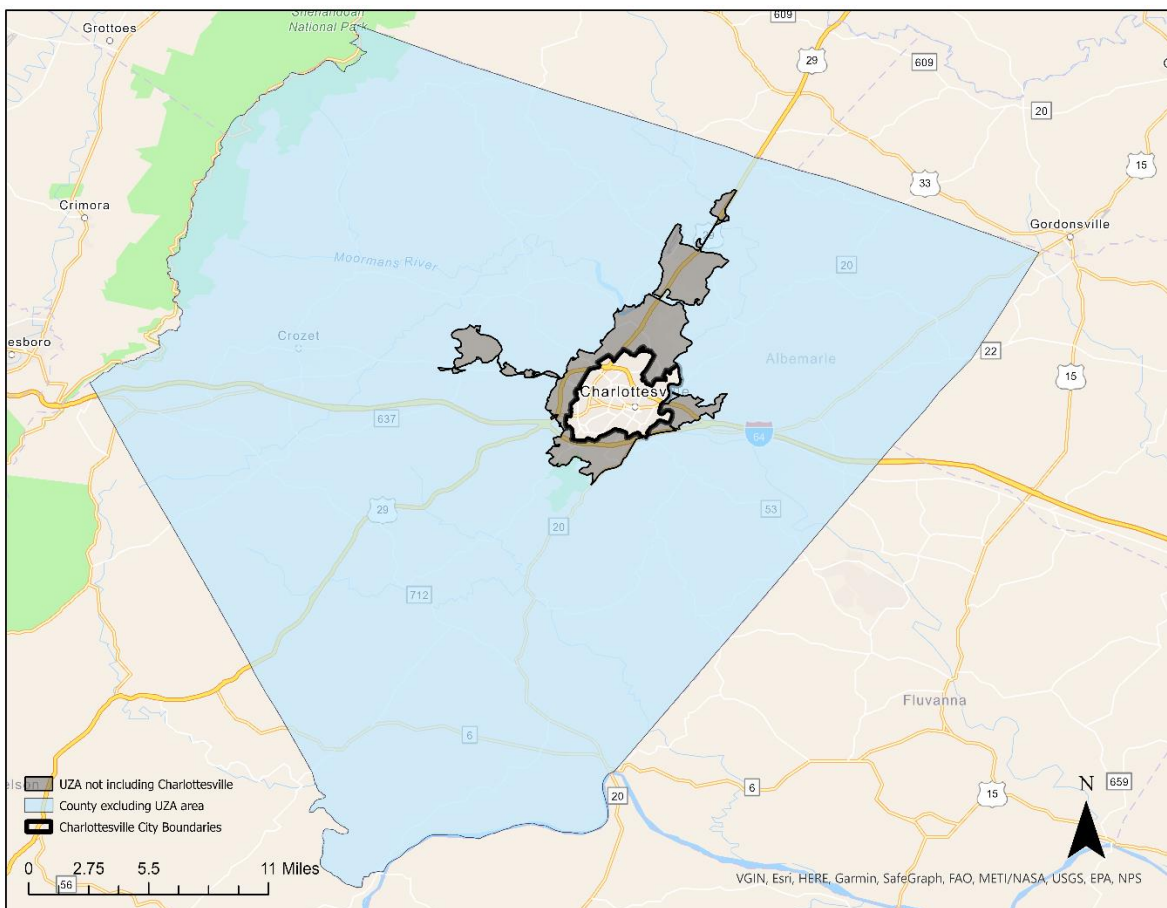 Shenandoah
National Park
Grottoes
609
29
609
20
15
33
Crimora
Gordonsville
29
20
Moormans River
esboro
Crozet
Albemarle
22
15
Charlottesville
637
64
29
20
53
712
Fluvanna
6
elson
UZA not including Charlottesville
County excluding UZA area
Charlottesville City Boundaries
20
6
15
N
659
0 2.75 5.5 11 Miles
56
VGIN, Esri, HERE, Garmin, SafeGraph, FAO, METI/NASA, USGS, EPA, NPS